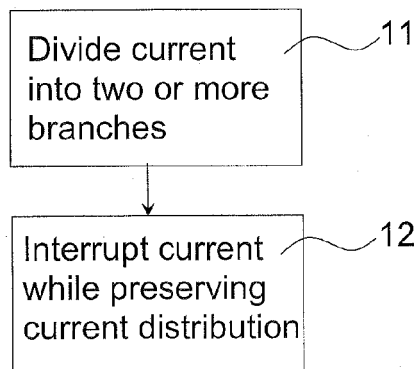 Divide current
into two or more
branches
11
Interrupt current
while preserving
current distribution
12